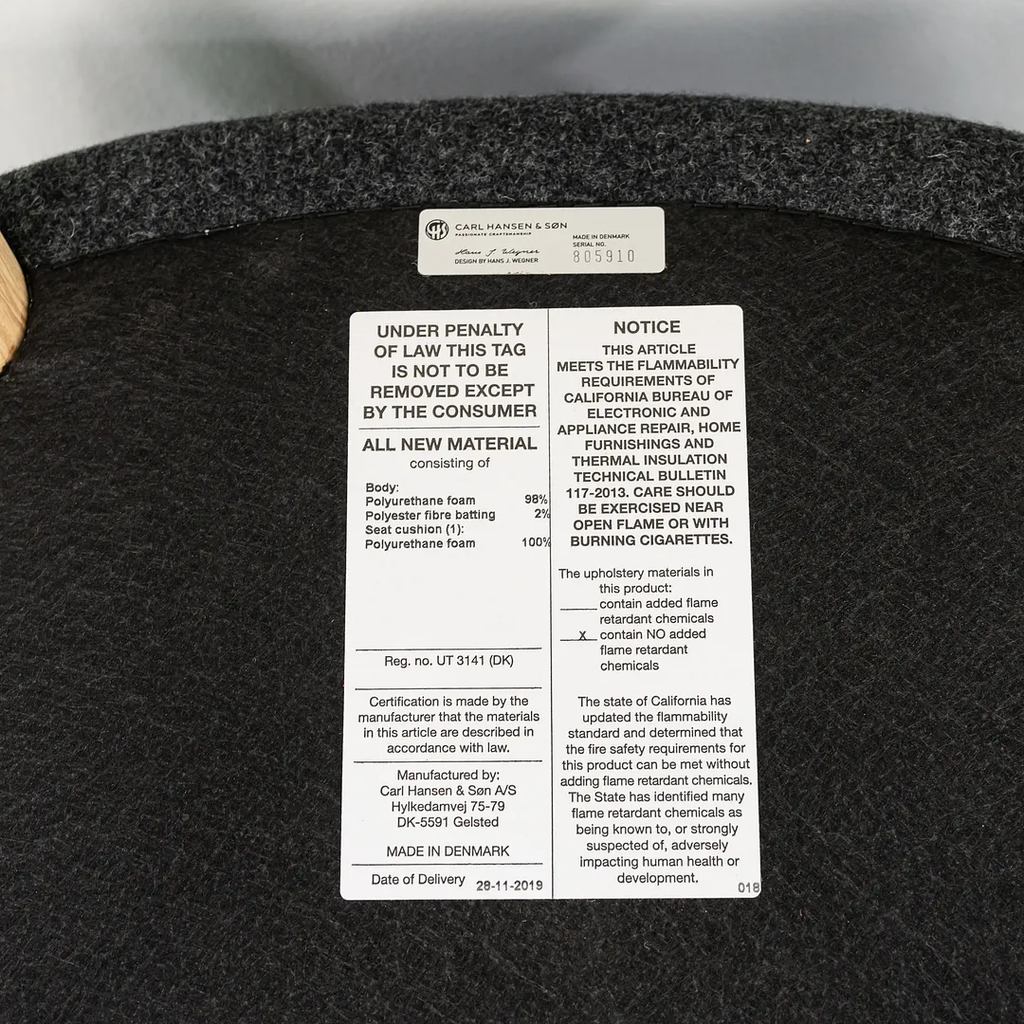 CARL HANSEN & SØN
PASSIONATE CRAFTSMANSHIP
Hans J. Wegner
DESIGN BY HANS J. WEGNER
MADE IN DENMARK
SERIAL NO.
805910
UNDER PENALTY
OF LAW THIS TAG
IS NOT TO BE
REMOVED EXCEPT
BY THE CONSUMER
ALL NEW MATERIAL
consisting of
Body:
Polyurethane foam 98%
Polyester fibre batting 2%
Seat cushion (1):
Polyurethane foam 100%
Reg. no. UT 3141 (DK)
Certification is made by the
manufacturer that the materials
in this article are described in
accordance with law.
Manufactured by:
Carl Hansen & Søn A/S
Hylkedamvej 75-79
DK-5591 Gelsted
MADE IN DENMARK
Date of Delivery 28-11-2019
NOTICE
THIS ARTICLE
MEETS THE FLAMMABILITY
REQUIREMENTS OF
CALIFORNIA BUREAU OF
ELECTRONIC AND
APPLIANCE REPAIR, HOME
FURNISHINGS AND
THERMAL INSULATION
TECHNICAL BULLETIN
117-2013. CARE SHOULD
BE EXERCISED NEAR
OPEN FLAME OR WITH
BURNING CIGARETTES.
The upholstery materials in
this product:
contain added flame
retardant chemicals
X contain NO added
flame retardant
chemicals
The state of California has
updated the flammability
standard and determined that
the fire safety requirements for
this product can be met without
adding flame retardant chemicals.
The State has identified many
flame retardant chemicals as
being known to, or strongly
suspected of, adversely
impacting human health or
development.
018